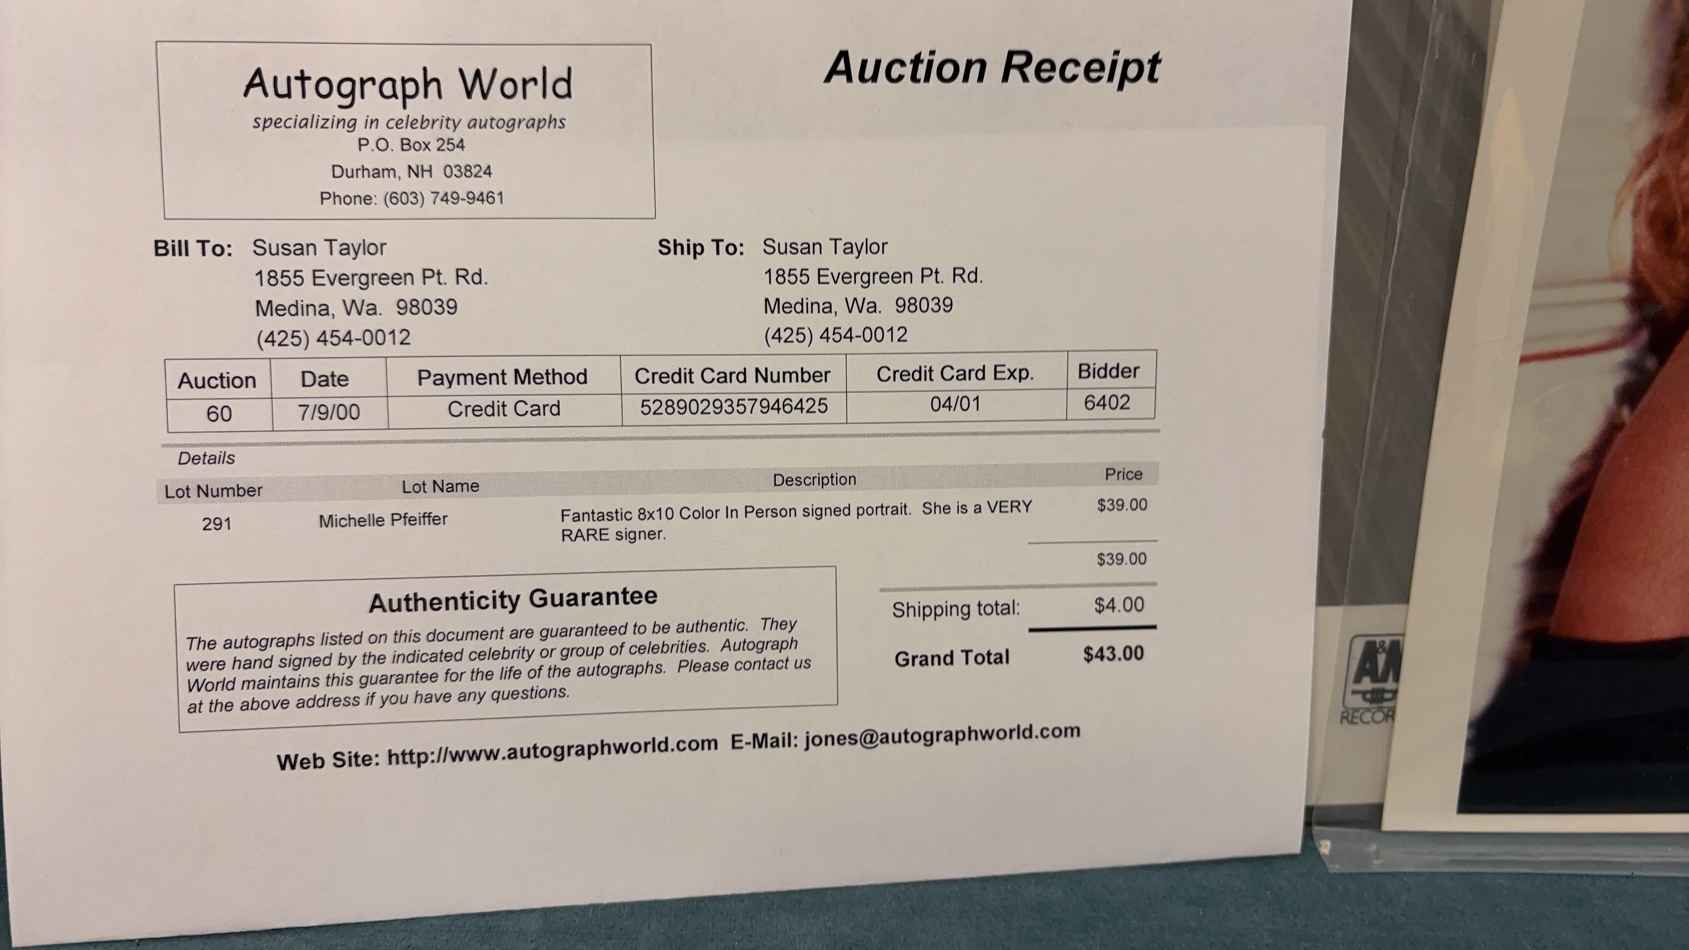 Autograph World
specializing in celebrity autographs
P.O. Box 254
Durham, NH 03824
Phone: (603) 749-9461
Auction Receipt
Bill To: Susan Taylor
1855 Evergreen Pt. Rd.
Medina, Wa. 98039
(425) 454-0012
Ship To: Susan Taylor
1855 Evergreen Pt. Rd.
Medina, Wa. 98039
(425) 454-0012
Auction Date Payment Method Credit Card Number Credit Card Exp. Bidder
60 7/9/00 Credit Card 5289029357946425 04/01 6402
Details
Lot Number Lot Name Description Price
291 Michelle Pfeiffer Fantastic 8x10 Color In Person signed portrait. She is a VERY $39.00
RARE signer.
$39.00
Shipping total: $4.00
Grand Total $43.00
Authenticity Guarantee
The autographs listed on this document are guaranteed to be authentic. They
were hand signed by the indicated celebrity or group of celebrities. Autograph
World maintains this guarantee for the life of the autographs. Please contact us
at the above address if you have any questions.
Web Site: http://www.autographworld.com E-Mail: jones@autographworld.com
A&M
RECOR